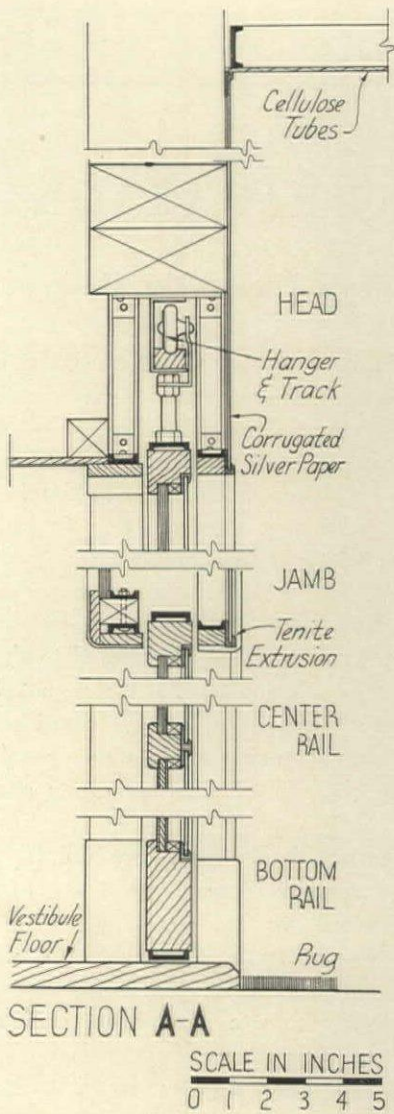 Cellulose
Tubes
HEAD
Hanger
& Track
Corrugated
Silver Paper
JAMB
Tenite
Extrusion
CENTER
RAIL
BOTTOM
RAIL
Vestibule
Floor
Rug
SECTION A-A
SCALE IN INCHES
0 1 2 3 4 5